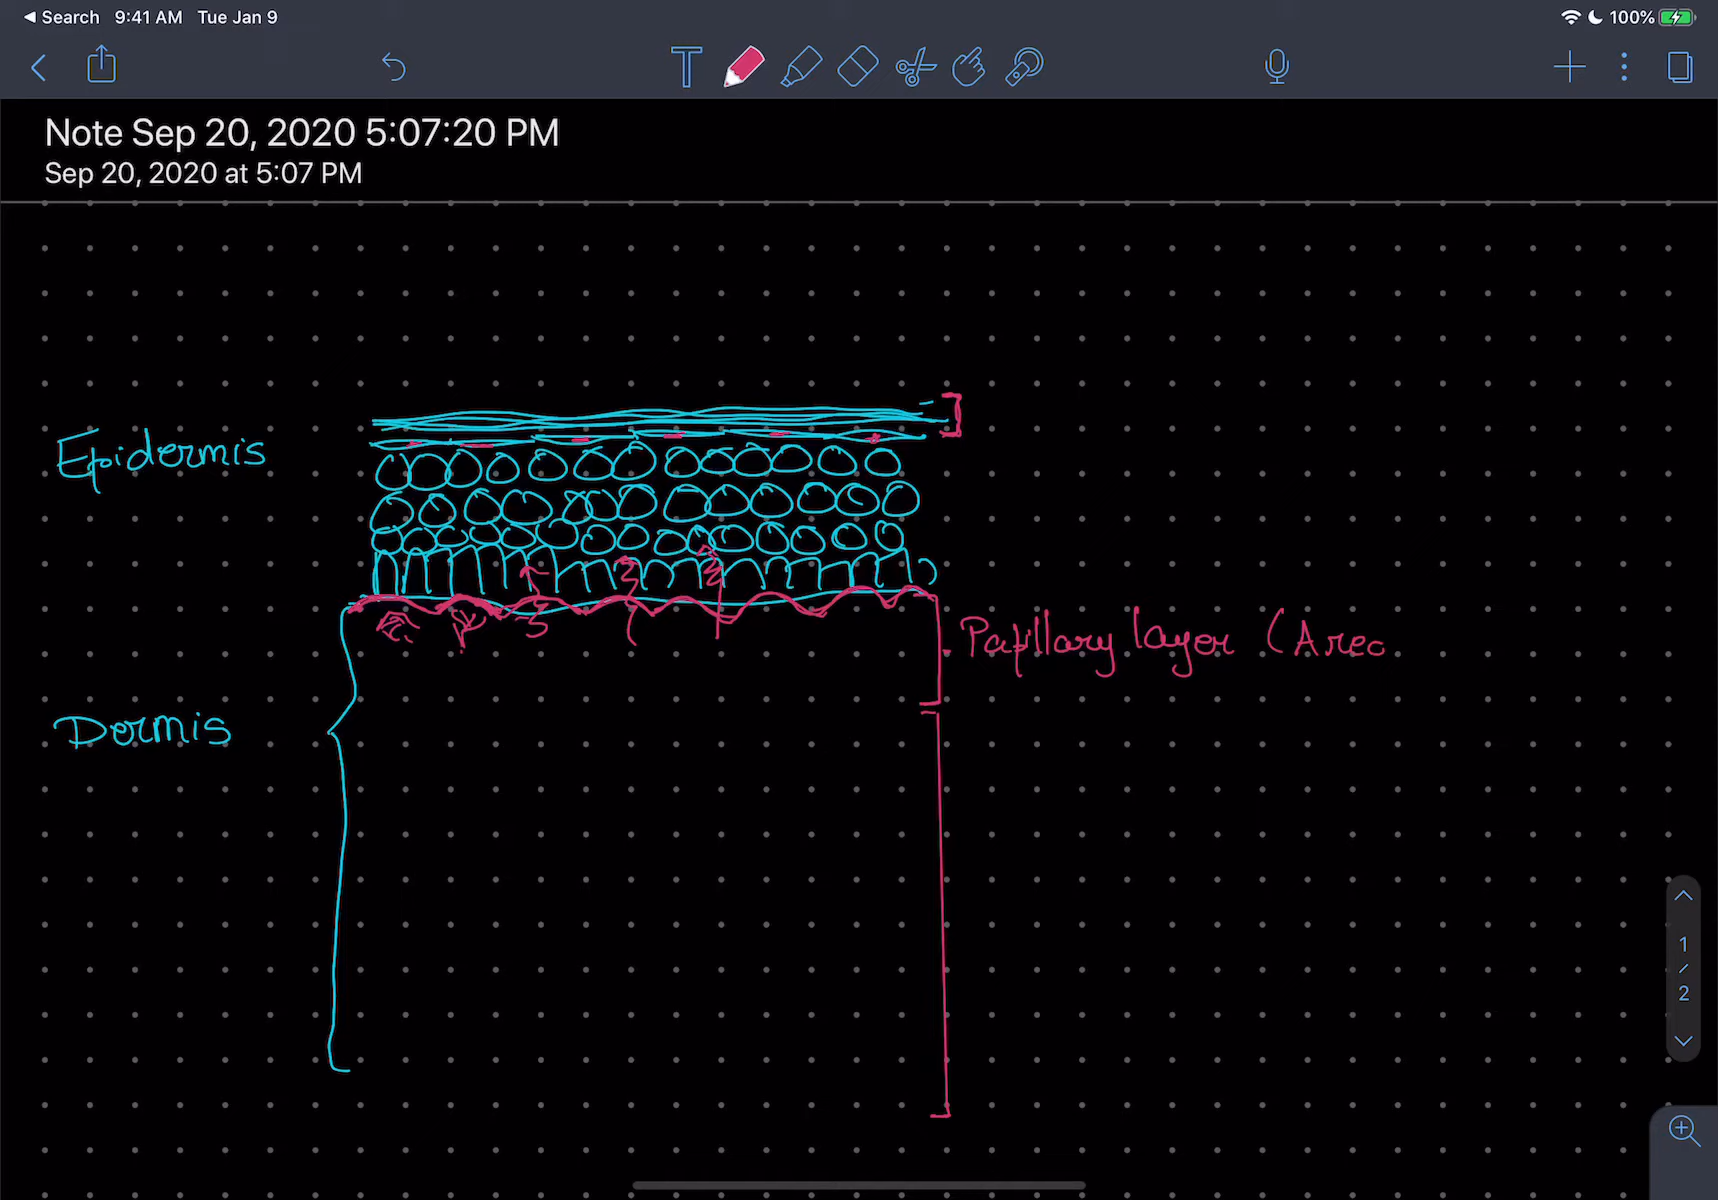 Search 9:41 AM Tue Jan 9 100%
T
Note Sep 20, 2020 5:07:20 PM
Sep 20, 2020 at 5:07 PM
Epidermis
Papillary layer (Areo
Dermis
1
/
2